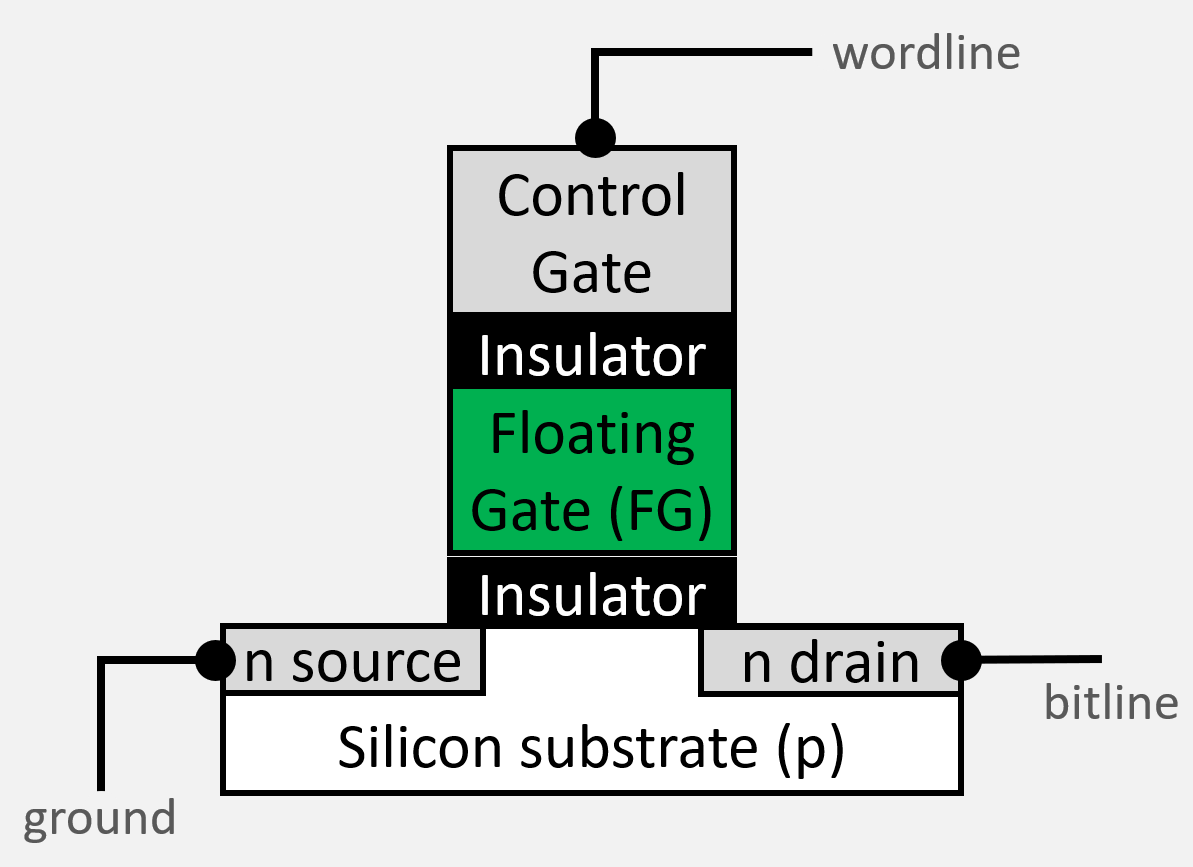 wordline
Control
Gate
Insulator
Floating
Gate (FG)
Insulator
n source
n drain
bitline
Silicon substrate (p)
ground